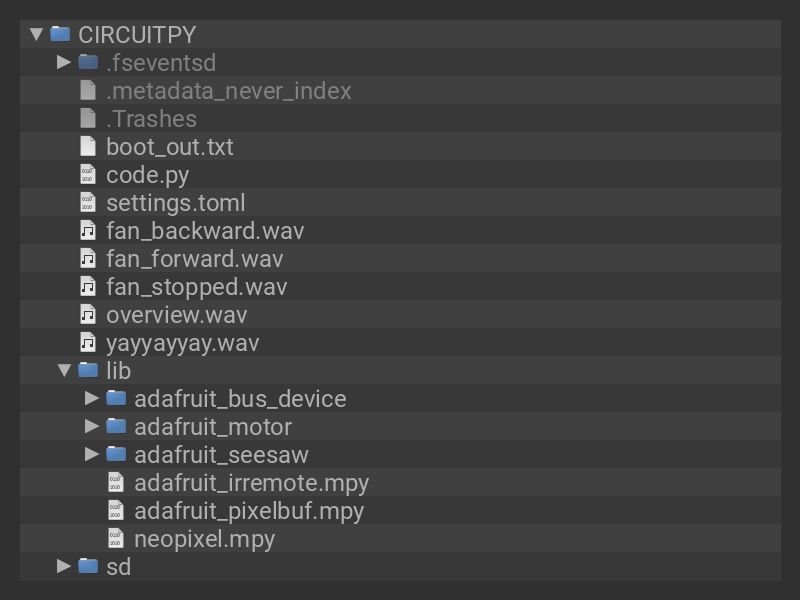 CIRCUITPY
.fseventsd
.metadata_never_index
.Trashes
boot_out.txt
code.py
settings.toml
fan_backward.wav
fan_forward.wav
fan_stopped.wav
overview.wav
yayyayyay.wav
lib
adafruit_bus_device
adafruit_motor
adafruit_seesaw
adafruit_irremote.mpy
adafruit_pixelbuf.mpy
neopixel.mpy
sd